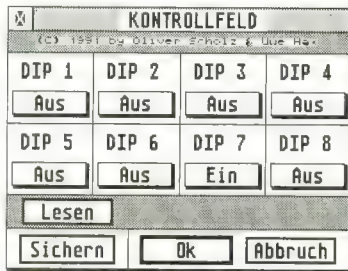 KONTROLLFELD
(C) 1991 by Oliver Scholz & Uwe
DIP 1 DIP 2 DIP 3 DIP 4
Aus Aus Aus Aus
DIP 5 DIP 6 DIP 7 DIP 8
Aus Aus Ein Aus
Lesen
Sichern Ok Abbruch